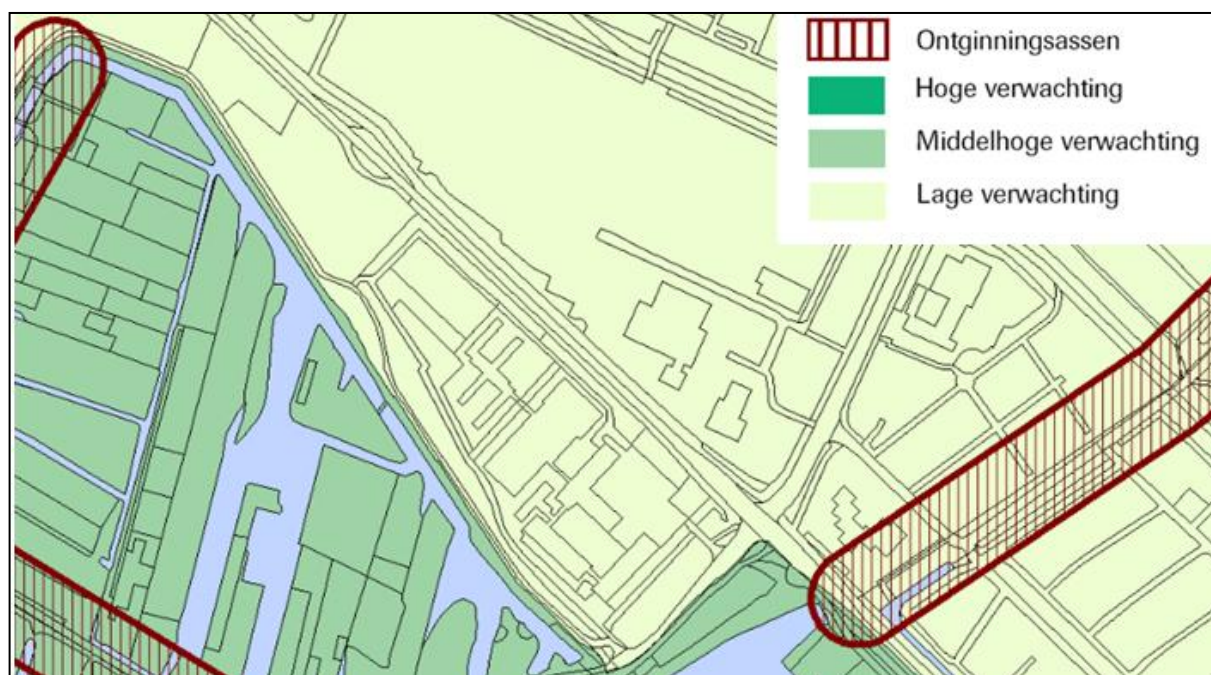 Ontginningsassen
Hoge verwachting
Middelhoge verwachting
Lage verwachting